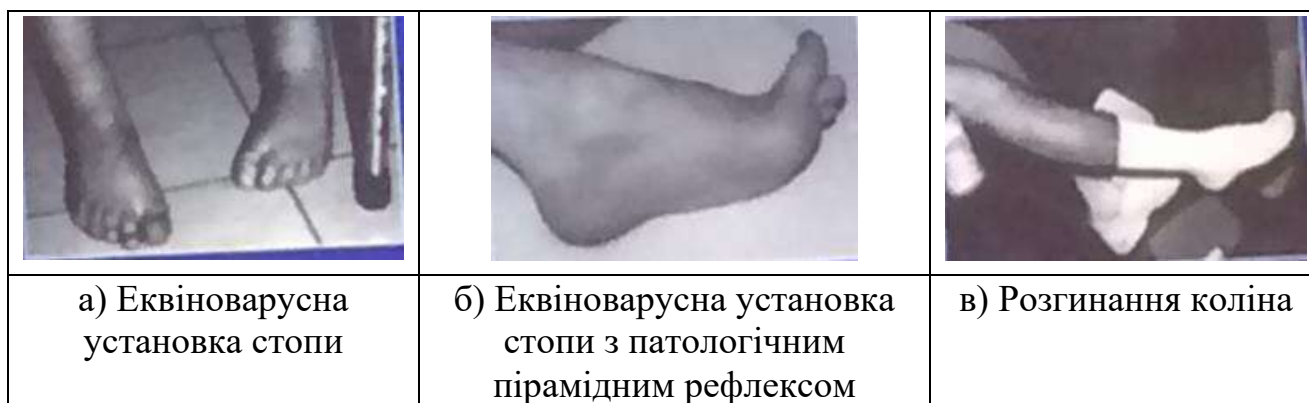 а) Еквіноварусна
установка стопи
б) Еквіноварусна установка
стопи з патологічним
пірамідним рефлексом
в) Розгинання коліна